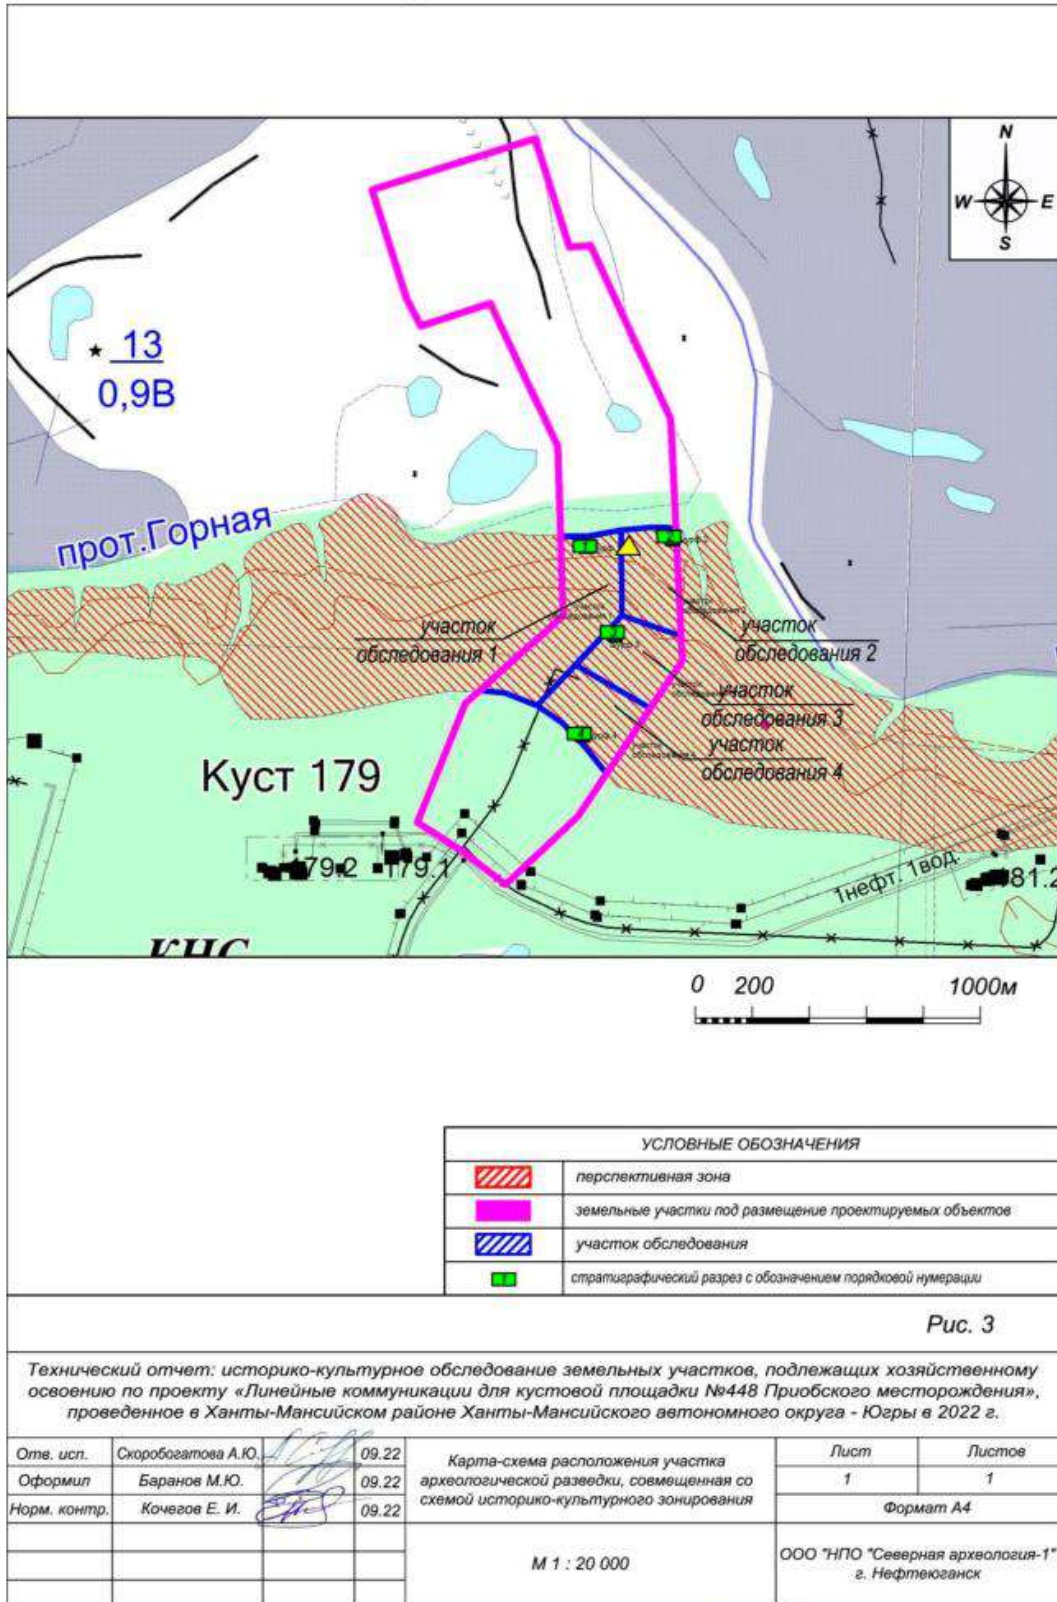 N
W E
S
13
0,9В
прот.Горная
участок
обследования 1
участок
обследования 2
участок
обследования 3
участок
обследования 4
Куст 179
79.2 179.1
1нефт. 1вод.
81.2
КНС
0 200 1000м
УСЛОВНЫЕ ОБОЗНАЧЕНИЯ
перспективная зона
земельные участки под размещение проектируемых объектов
участок обследования
стратиграфический разрез с обозначением порядковой нумерации
Рис. 3
Технический отчет: историко-культурное обследование земельных участков, подлежащих хозяйственному
освоению по проекту «Линейные коммуникации для кустовой площадки №448 Приобского месторождения»,
проведенное в Ханты-Мансийском районе Ханты-Мансийского автономного округа - Югры в 2022 г.
Отв. исп. Скоробогатова А.Ю. 09.22
Оформил Баранов М.Ю. 09.22
Норм. контр. Кочегов Е. И. 09.22
Карта-схема расположения участка
археологической разведки, совмещенная со
схемой историко-культурного зонирования
Лист Листов
1 1
Формат А4
М 1 : 20 000
ООО "НПО "Северная археология-1"
г. Нефтеюганск